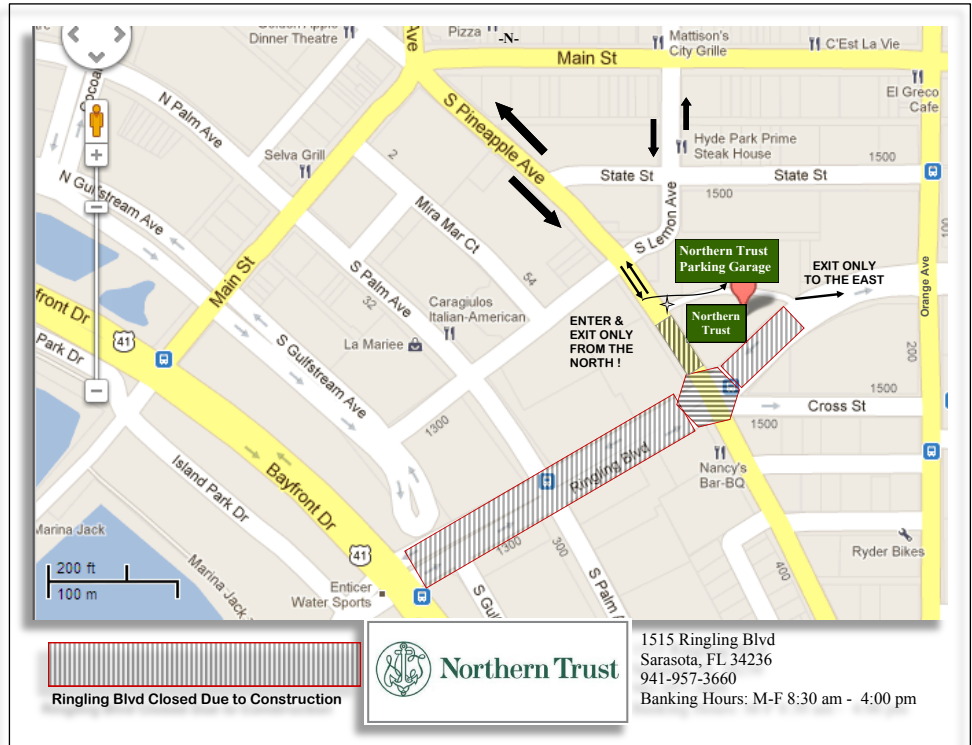 Golden Apple
Dinner Theatre
Pizza
-N-
Ave
Mattison's
City Grille
C'Est La Vie
Main St
El Greco
Cafe
Cocoa
N Palm Ave
S Pineapple Ave
Selva Grill
2
Hyde Park Prime
Steak House
1500
State St
State St
1500
N Gulfstream Ave
Mira Mar Ct
S Lemon Ave
Northern Trust
Parking Garage
EXIT ONLY
TO THE EAST
Orange Ave
100
Main St
S Palm Ave
54
32
front Dr
Caragiulos
Italian-American
Northern
Trust
ENTER &
EXIT ONLY
FROM THE
NORTH !
Park Dr
41
La Mariee
S Gulfstream Ave
200
1500
Cross St
1300
1500
Ringling Blvd
Nancy's
Bar-BQ
Island Park Dr
Bayfront Dr
Marina Jack
Marina Jack
41
1300
300
400
Ryder Bikes
200 ft
100 m
Enticer
Water Sports
S Gul
S Palm A
Ringling Blvd Closed Due to Construction
Northern Trust
1515 Ringling Blvd
Sarasota, FL 34236
941-957-3660
Banking Hours: M-F 8:30 am - 4:00 pm